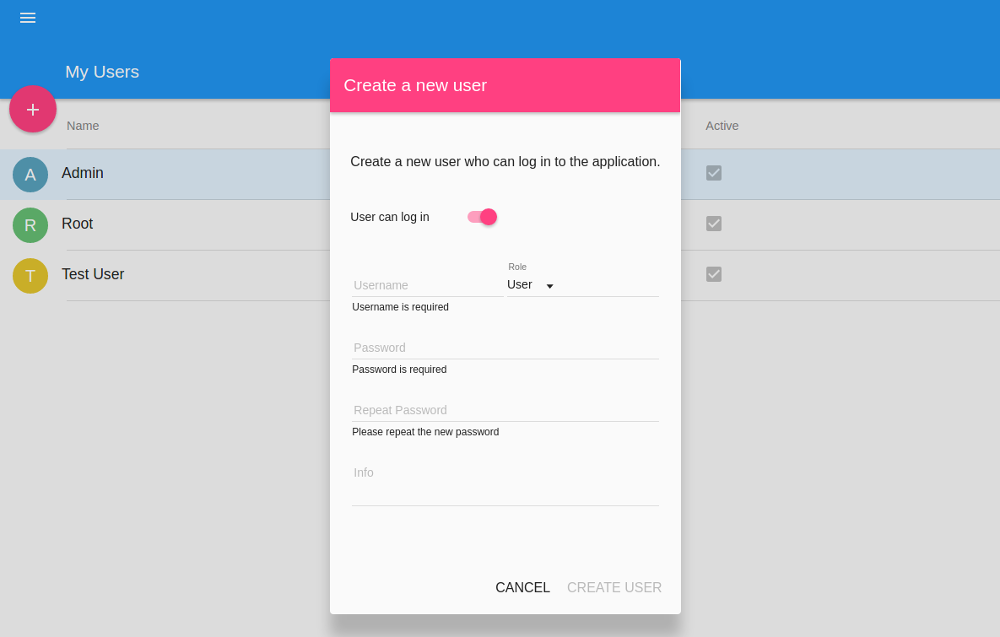 My Users
+
Name
Active
A Admin
R Root
T Test User
Create a new user
Create a new user who can log in to the application.
User can log in
Username
Role
User
Username is required
Password
Password is required
Repeat Password
Please repeat the new password
Info
CANCEL CREATE USER